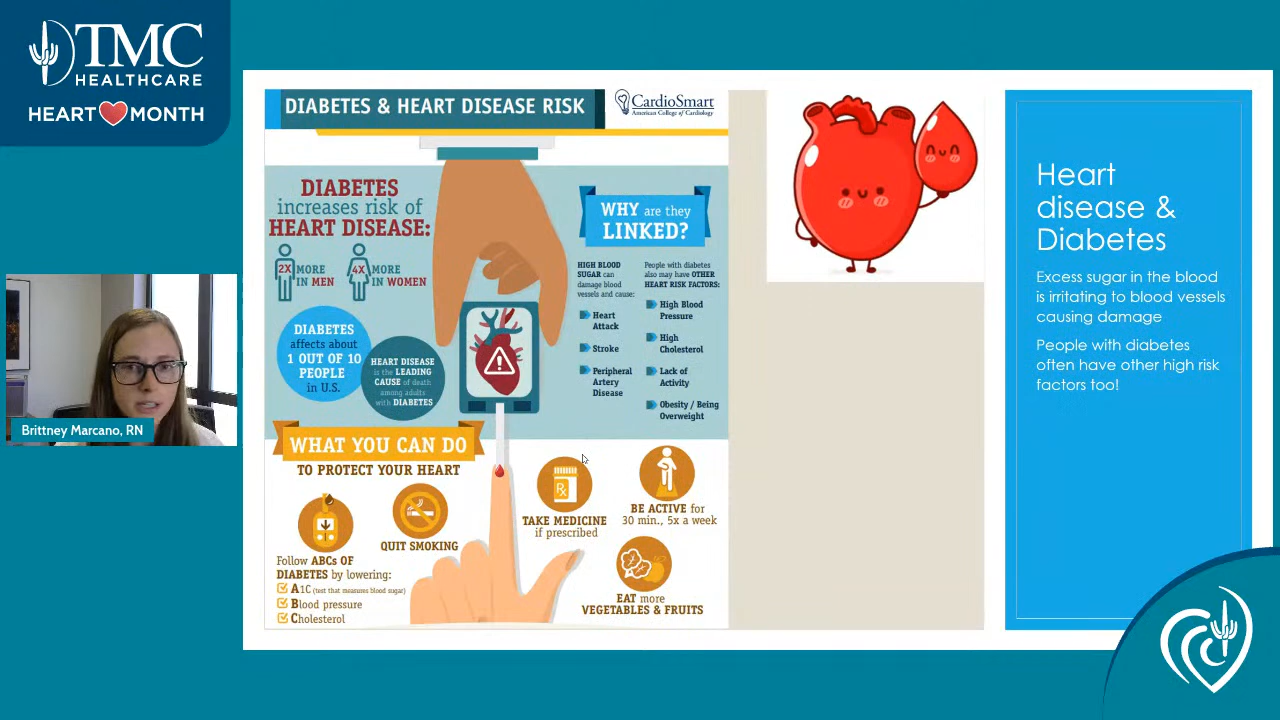 TMC
HEALTHCARE
HEART MONTH
Brittney Marcano, RN
DIABETES & HEART DISEASE RISK
CardioSmart
American College of Cardiology
DIABETES
increases risk of
HEART DISEASE:
2X MORE
IN MEN
4X MORE
IN WOMEN
DIABETES
affects about
1 OUT OF 10
PEOPLE
in U.S.
HEART DISEASE
is the LEADING
CAUSE of death
among adults
with DIABETES
WHY are they
LINKED?
HIGH BLOOD
SUGAR can
damage blood
vessels and cause:
Heart
Attack
Stroke
Peripheral
Artery
Disease
People with diabetes
also may have OTHER
HEART RISK FACTORS:
High Blood
Pressure
High
Cholesterol
Lack of
Activity
Obesity / Being
Overweight
WHAT YOU CAN DO
TO PROTECT YOUR HEART
Follow ABCs OF
DIABETES by lowering:
A1C (test that measures blood sugar)
Blood pressure
Cholesterol
QUIT SMOKING
Rx
TAKE MEDICINE
if prescribed
BE ACTIVE for
30 min., 5x a week
EAT more
VEGETABLES & FRUITS
Heart
disease &
Diabetes
Excess sugar in the blood
is irritating to blood vessels
causing damage
People with diabetes
often have other high risk
factors too!